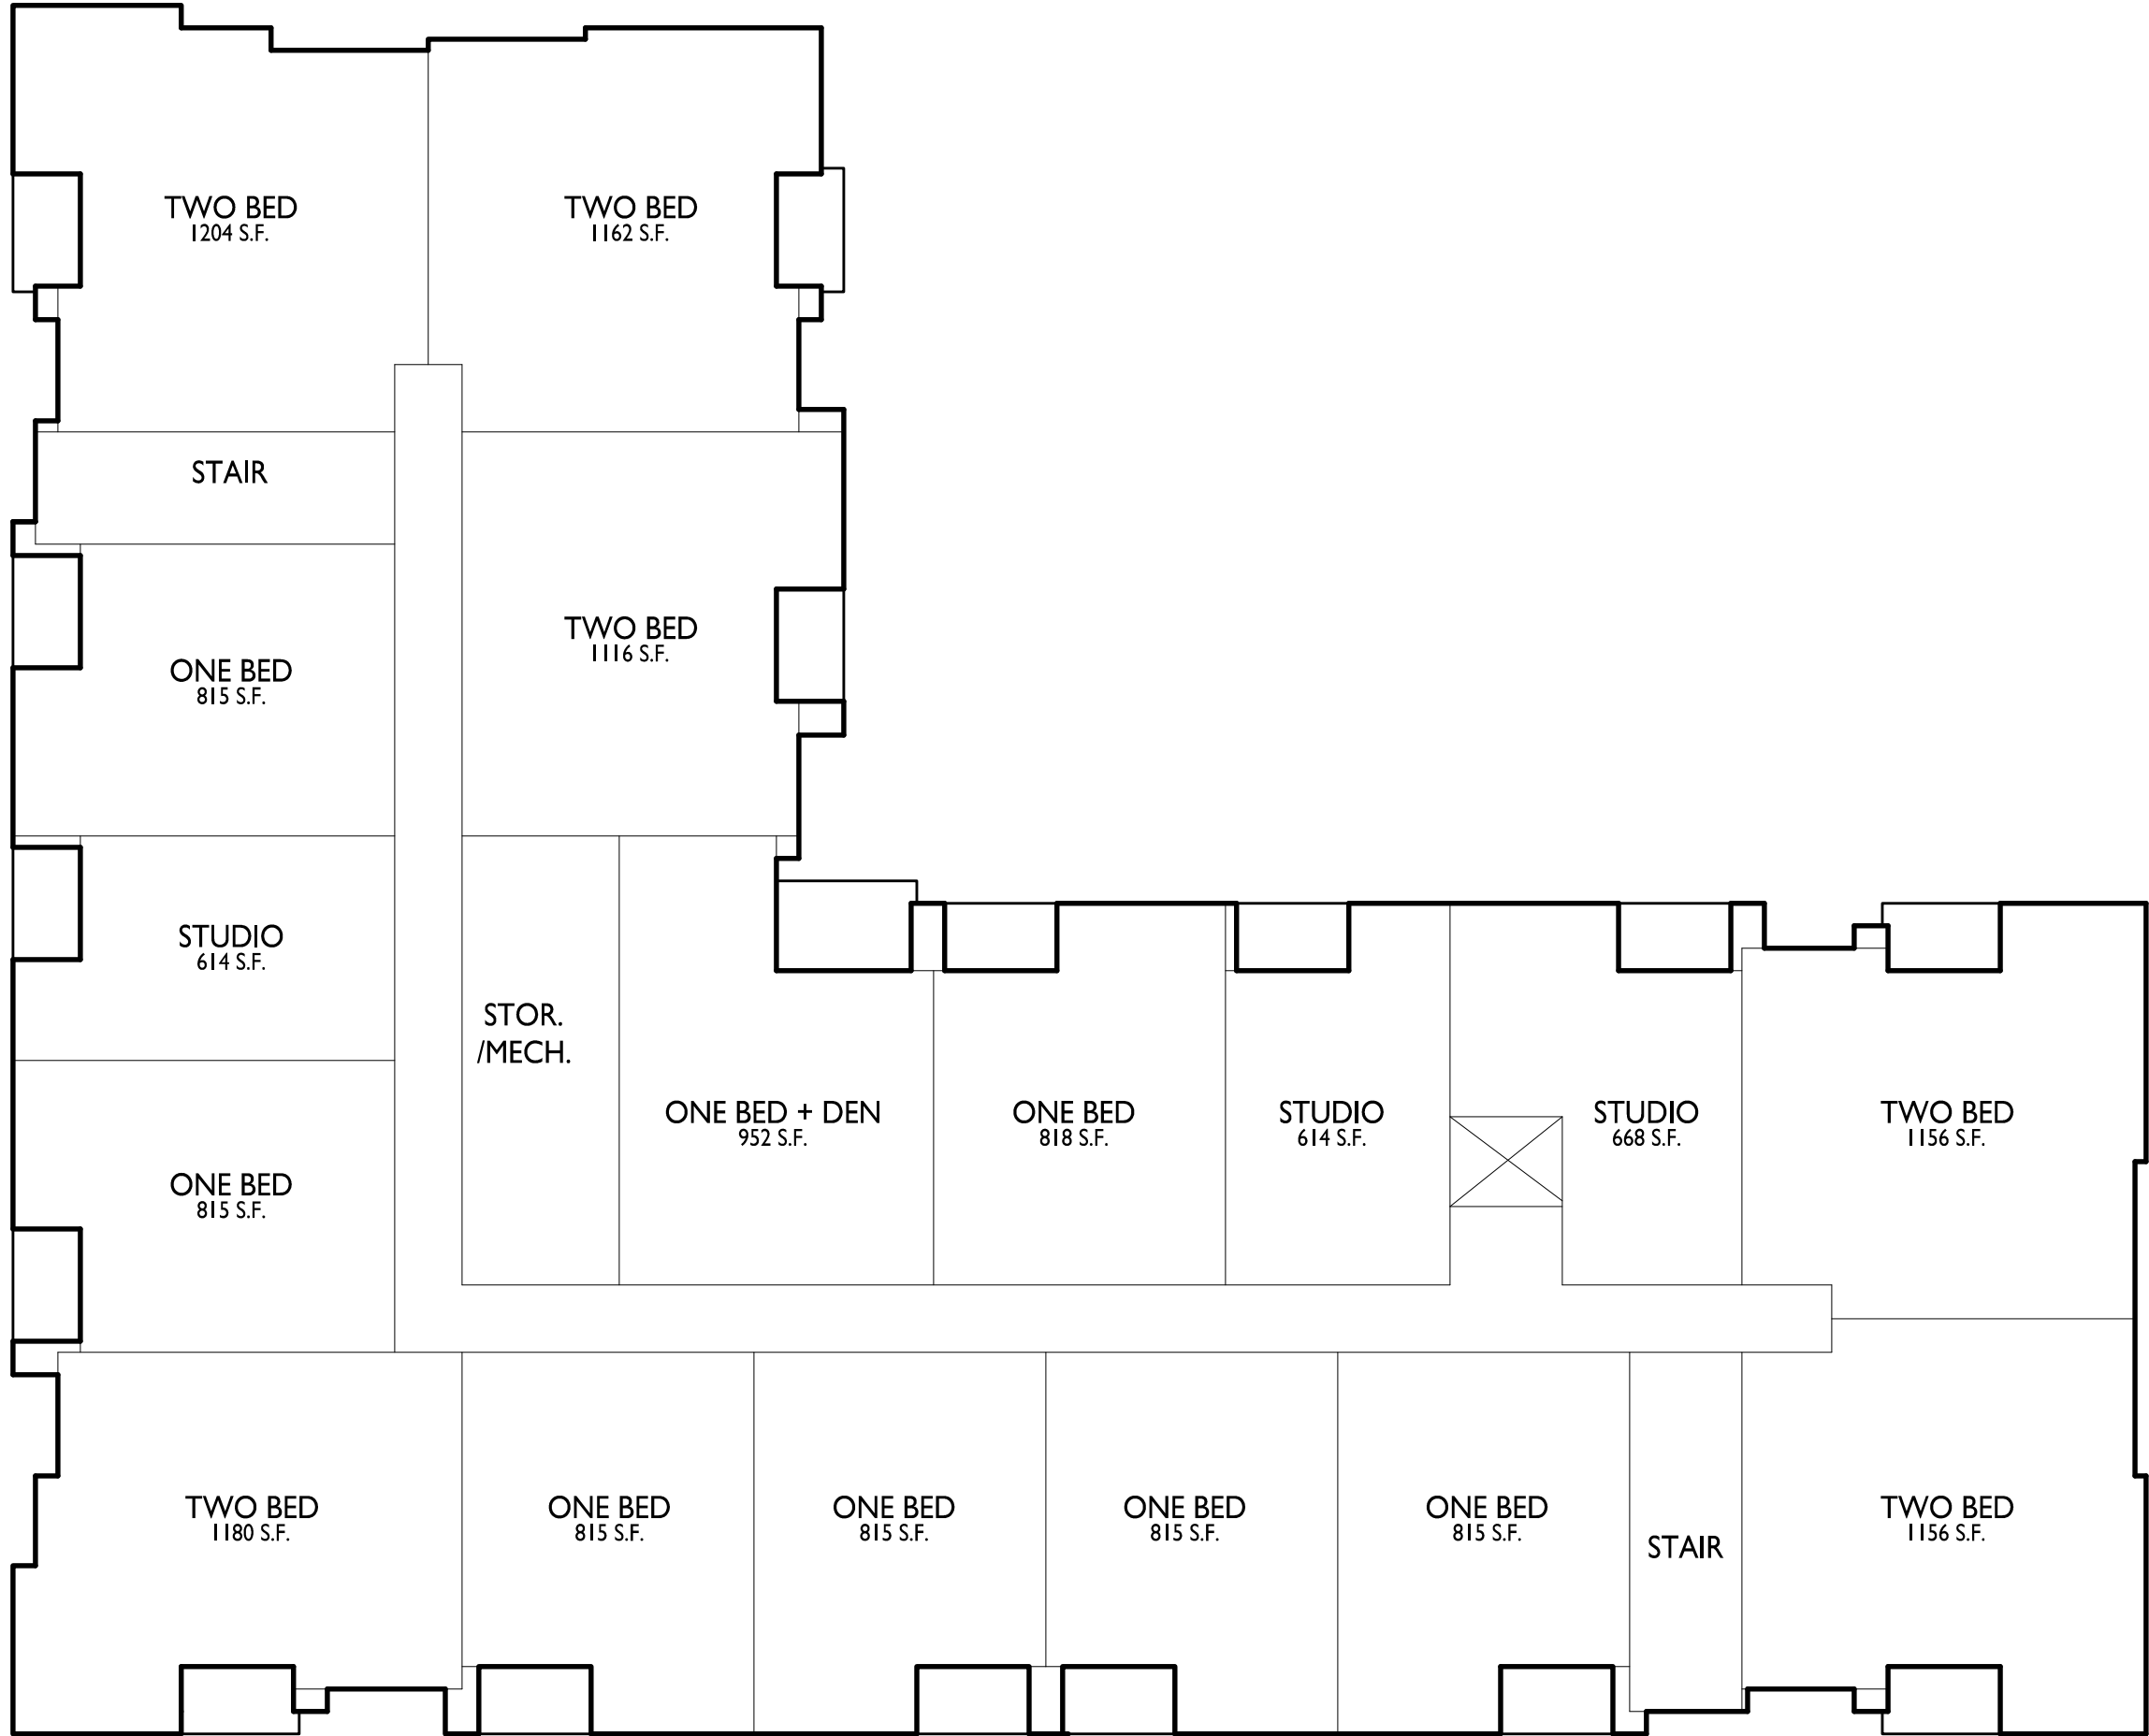 TWO BED
1204 S.F.
TWO BED
1162 S.F.
STAIR
TWO BED
1116 S.F.
ONE BED
815 S.F.
STUDIO
614 S.F.
STOR.
/MECH.
ONE BED + DEN
952 S.F.
ONE BED
818 S.F.
STUDIO
614 S.F.
STUDIO
668 S.F.
TWO BED
1156 S.F.
ONE BED
815 S.F.
TWO BED
1180 S.F.
ONE BED
815 S.F.
ONE BED
815 S.F.
ONE BED
815 S.F.
ONE BED
815 S.F.
STAIR
TWO BED
1156 S.F.